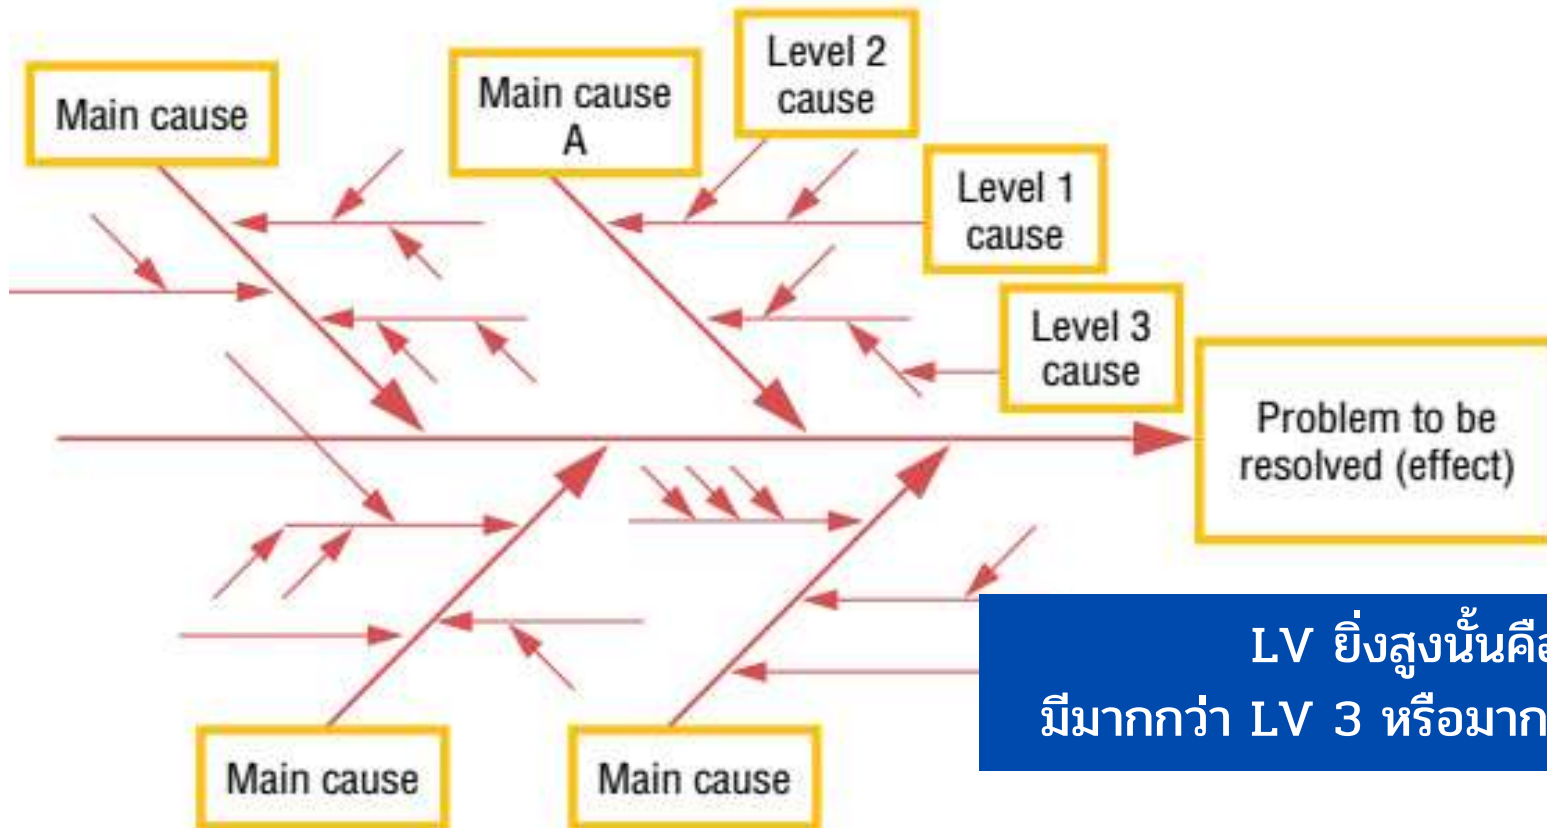 Main cause
Main cause
A
Level 2
cause
Level 1
cause
Level 3
cause
Problem to be
resolved (effect)
LV ยิ่งสูงนั้นคือ
มีมากกว่า LV 3 หรือมาก
Main cause
Main cause